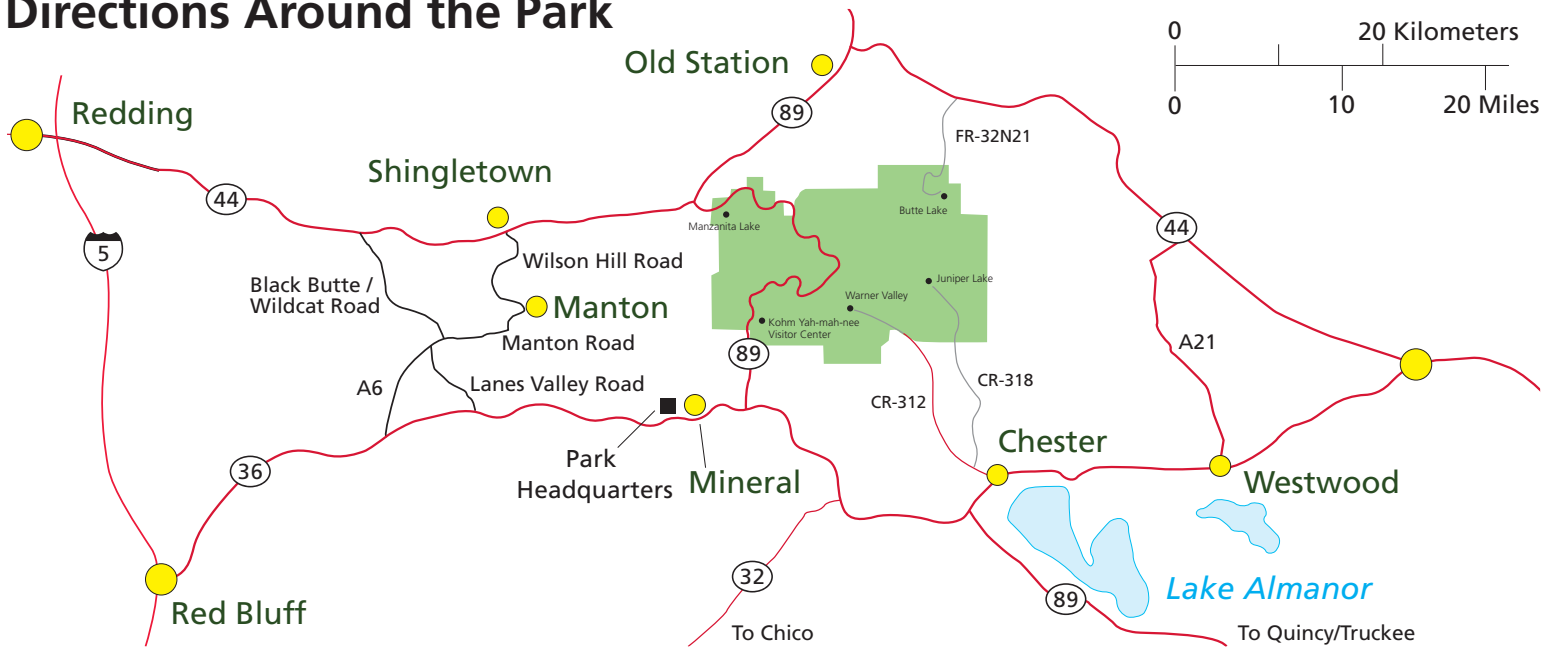 Directions Around the Park
0 20 Kilometers
0 10 20 Miles
Old Station
89
Redding
Shingletown
44
FR-32N21
Butte Lake
Manzanita Lake
44
5
Wilson Hill Road
Black Butte /
Wildcat Road
Manton
Juniper Lake
Warner Valley
Kohm Yah-mah-nee
Visitor Center
Manton Road
89
A21
A6
Lanes Valley Road
CR-318
CR-312
Chester
36
Park
Headquarters
Mineral
Westwood
32
Lake Almanor
89
Red Bluff
To Chico
To Quincy/Truckee